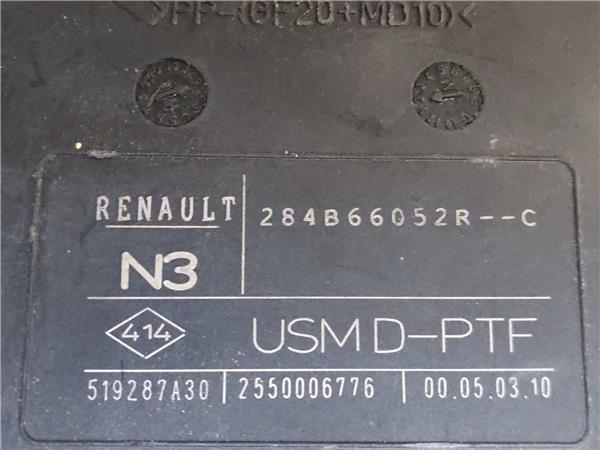 >PP-(GF20+MD10)<
RENAULT 284B66052R--C
N3
414 USM D-PTF
519287A30 2550006776 00.05.03.10